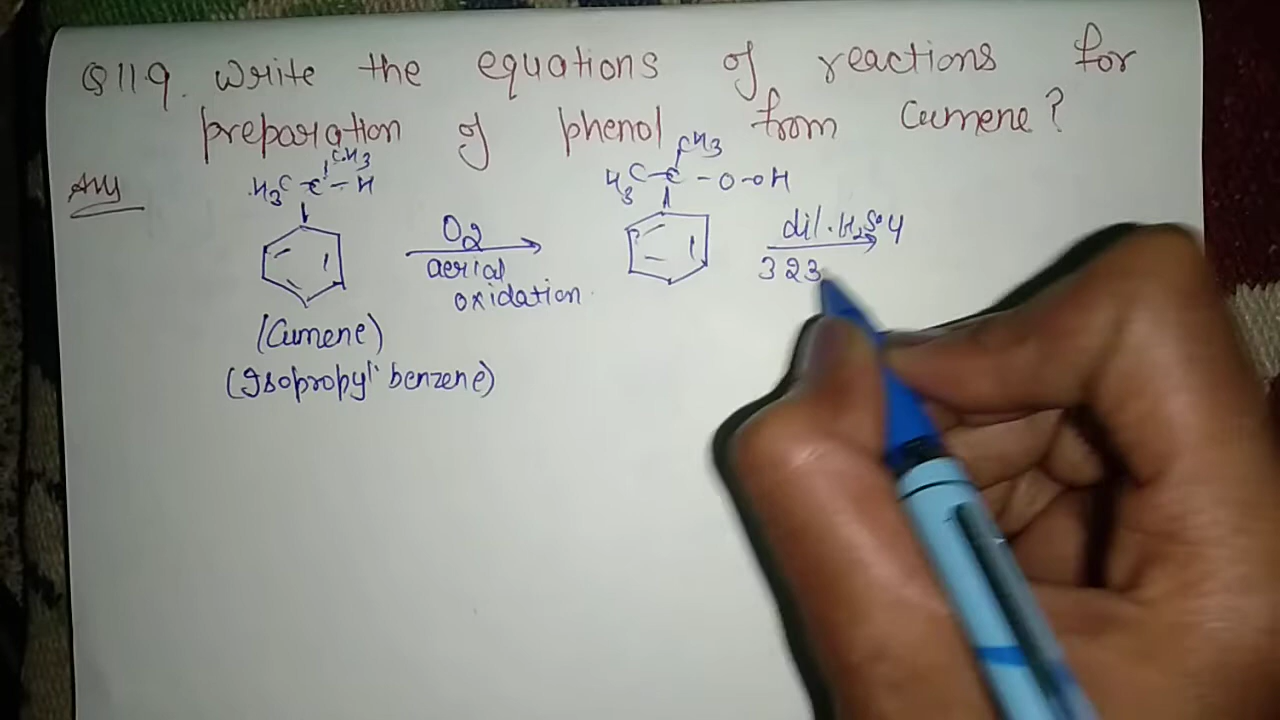 Q119. Write the equations of reactions for
preparation of phenol from Cumene?
Ans
CH3
H3C-C-H
O2
aerial
oxidation
(Cumene)
(Isopropyl benzene)
CH3
H3C-C-O-OH
dil. H2SO4
323